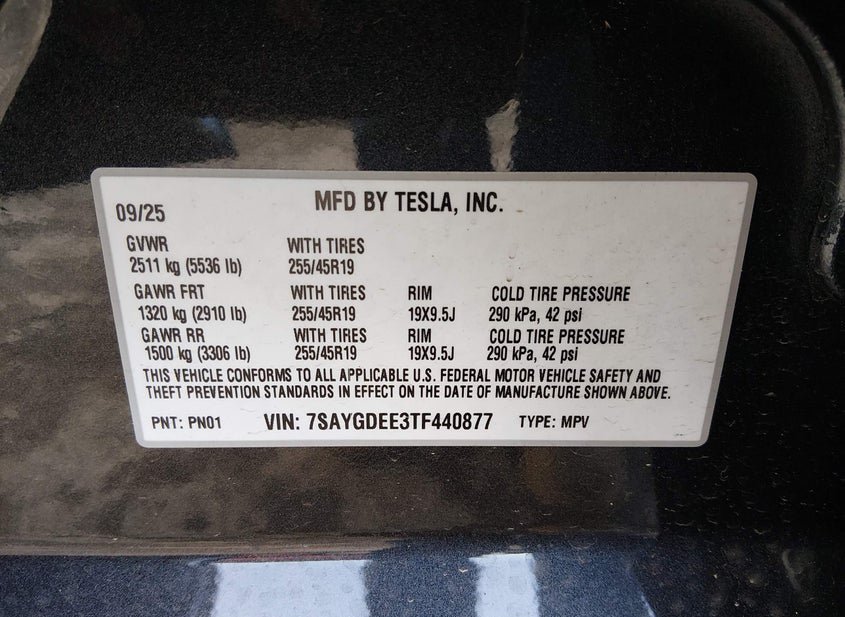 09/25 MFD BY TESLA, INC.
GVWR WITH TIRES
2511 kg (5536 lb) 255/45R19
GAWR FRT WITH TIRES RIM COLD TIRE PRESSURE
1320 kg (2910 lb) 255/45R19 19X9.5J 290 kPa, 42 psi
GAWR RR WITH TIRES RIM COLD TIRE PRESSURE
1500 kg (3306 lb) 255/45R19 19X9.5J 290 kPa, 42 psi
THIS VEHICLE CONFORMS TO ALL APPLICABLE U.S. FEDERAL MOTOR VEHICLE SAFETY AND
THEFT PREVENTION STANDARDS IN EFFECT ON THE DATE OF MANUFACTURE SHOWN ABOVE.
PNT: PN01 VIN: 7SAYGDEE3TF440877 TYPE: MPV